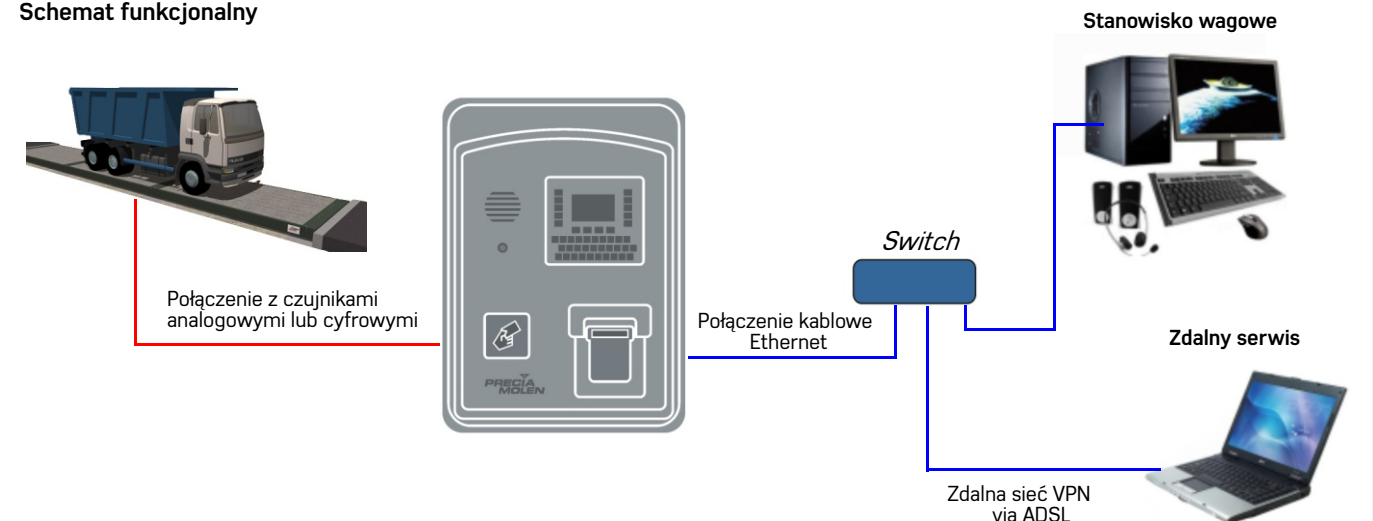 Schemat funkcjonalny
Stanowisko wagowe
Switch
Połączenie z czujnikami
analogowymi lub cyfrowymi
Połączenie kablowe
Ethernet
Zdalny serwis
PRECIA
MOLEN
Zdalna sieć VPN
via ADSL